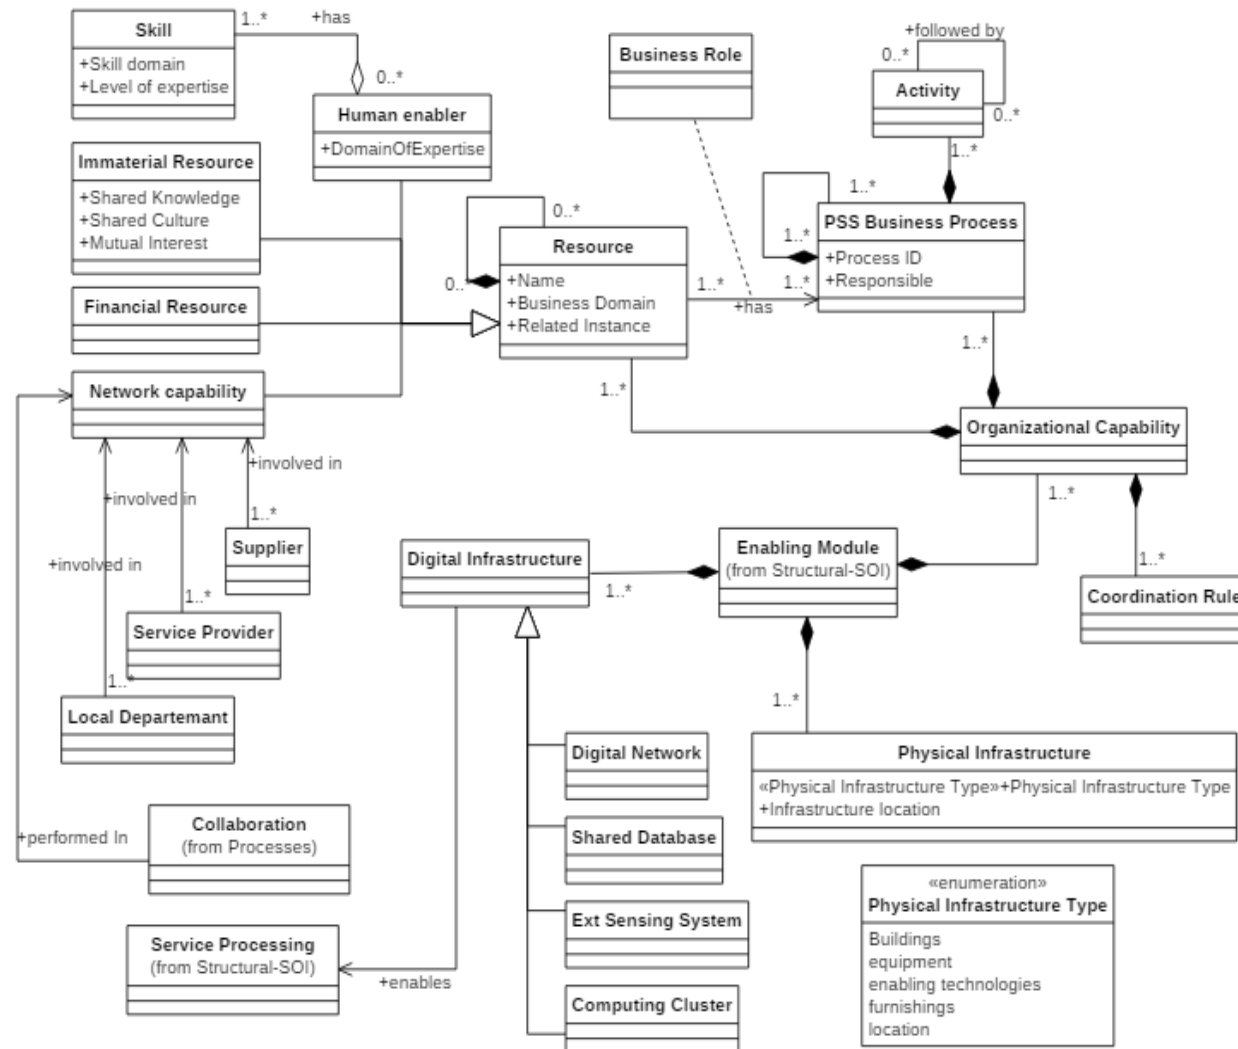 Skill
+Skill domain
+Level of expertise
1..*
+has
0..*
Human enabler
+DomainOfExpertise
Immaterial Resource
+Shared Knowledge
+Shared Culture
+Mutual Interest
Financial Resource
Network capability
Business Role
+followed by
0..*
Activity
0..*
1..*
1..*
PSS Business Process
+Process ID
+Responsible
1..*
0..*
Resource
+Name
+Business Domain
+Related Instance
0..
1..*
1..*
+has
1..*
1..*
Organizational Capability
1..*
1..*
Coordination Rule
+involved in
+involved in
+involved in
1..*
Supplier
1..*
Service Provider
1..*
Local Departemant
Digital Infrastructure
1..*
Enabling Module
(from Structural-SOI)
1..*
Physical Infrastructure
«Physical Infrastructure Type»+Physical Infrastructure Type
+Infrastructure location
Digital Network
Shared Database
Ext Sensing System
Computing Cluster
+performed In
Collaboration
(from Processes)
Service Processing
(from Structural-SOI)
+enables
«enumeration»
Physical Infrastructure Type
Buildings
equipment
enabling technologies
furnishings
location